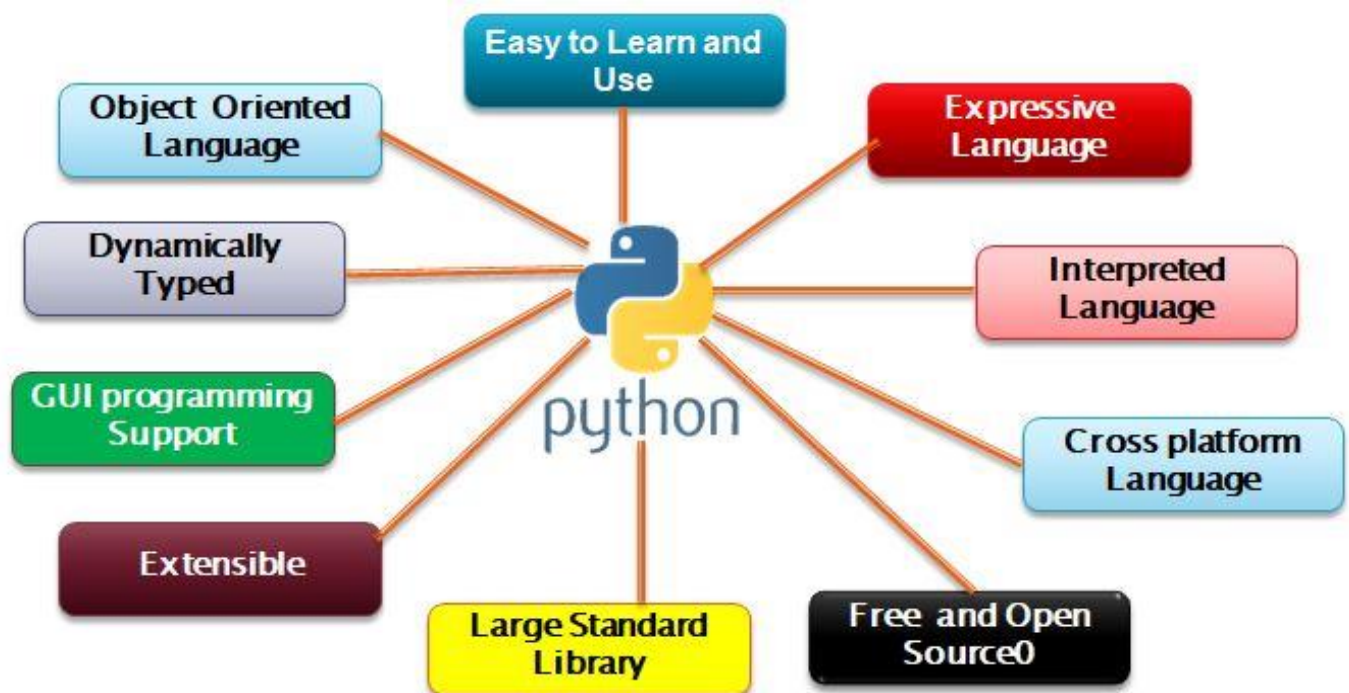 Easy to Learn and
Use
Object Oriented
Language
Expressive
Language
Dynamically
Typed
Interpreted
Language
GUI programming
Support
python
Cross platform
Language
Extensible
Large Standard
Library
Free and Open
Source0